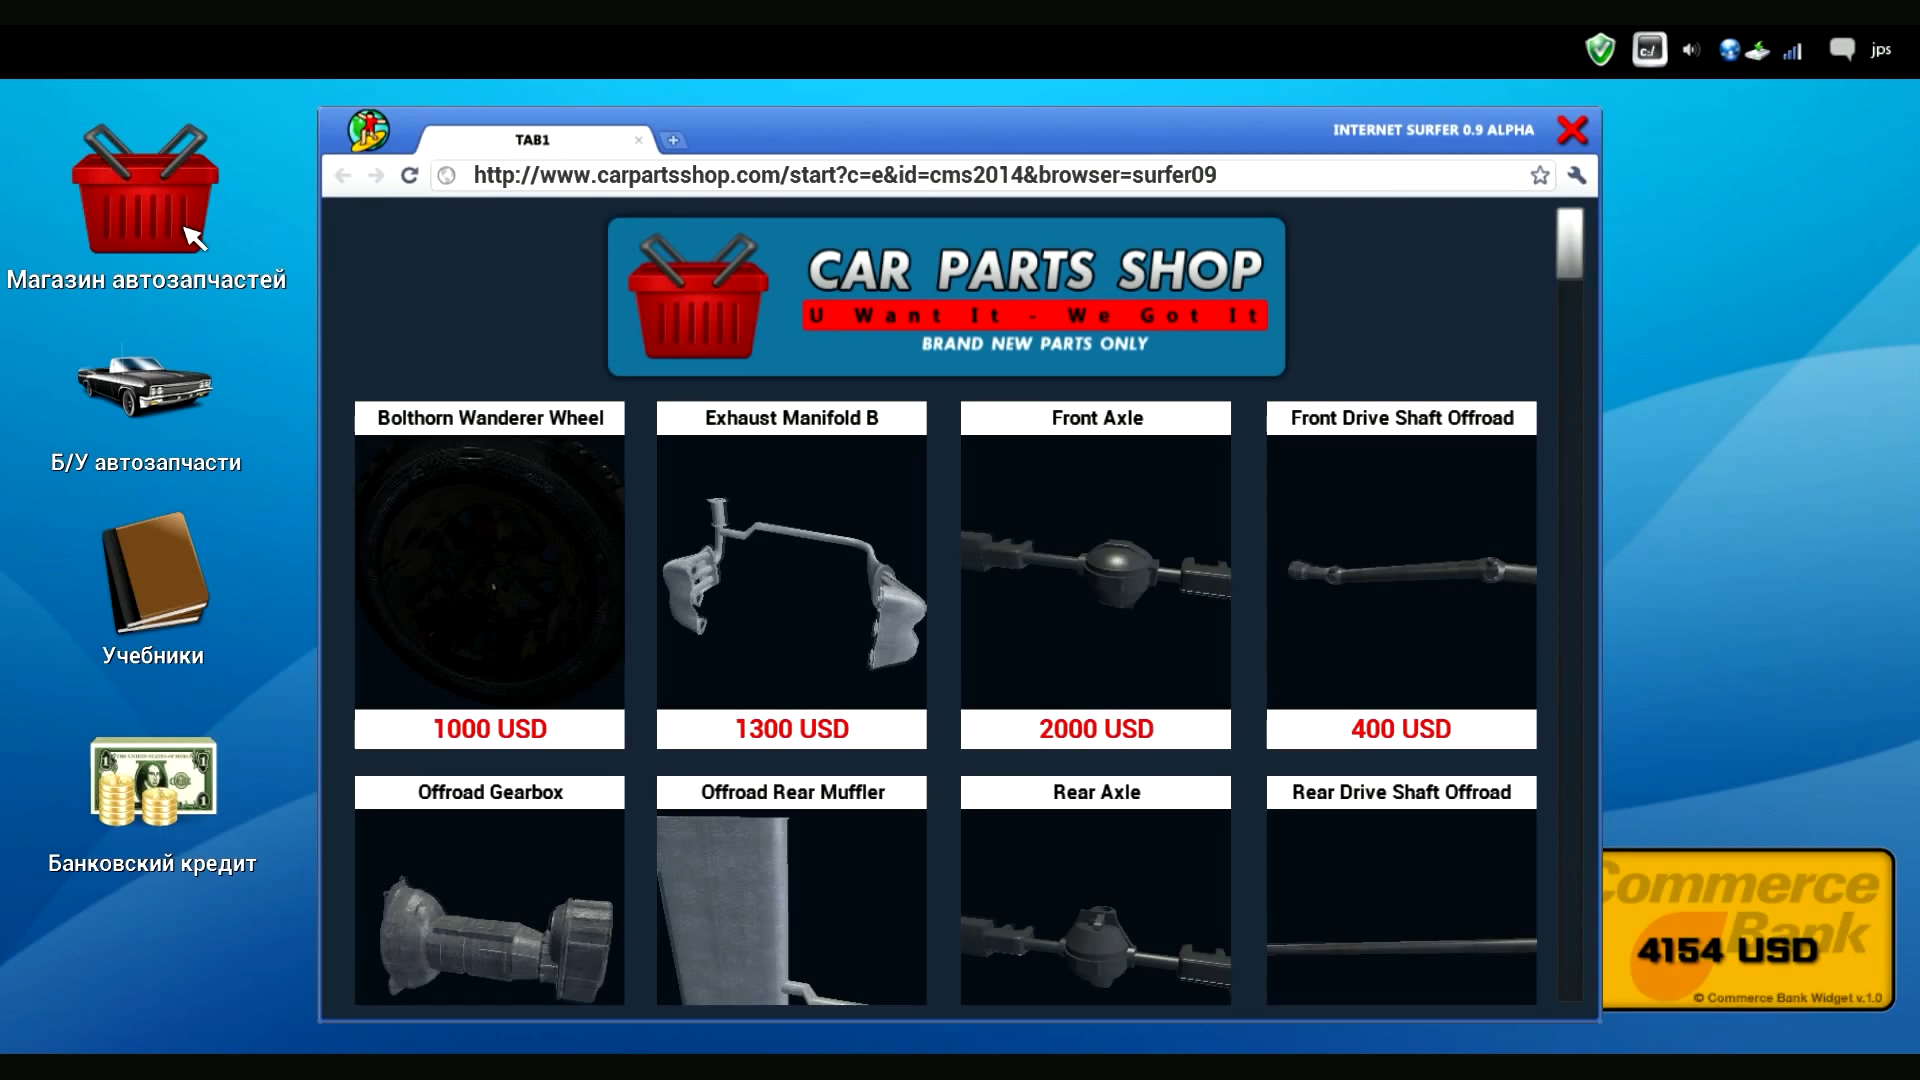 jps
TAB1
INTERNET SURFER 0.9 ALPHA
http://www.carpartsshop.com/start?c=e&id=cms2014&browser=surfer09
CAR PARTS SHOP
U Want It - We Got It
BRAND NEW PARTS ONLY
Магазин автозапчастей
Б/У автозапчасти
Учебники
Банковский кредит
Bolthorn Wanderer Wheel
Exhaust Manifold B
Front Axle
Front Drive Shaft Offroad
1000 USD
1300 USD
2000 USD
400 USD
Offroad Gearbox
Offroad Rear Muffler
Rear Axle
Rear Drive Shaft Offroad
Commerce
Bank
4154 USD
© Commerce Bank Widget v.1.0